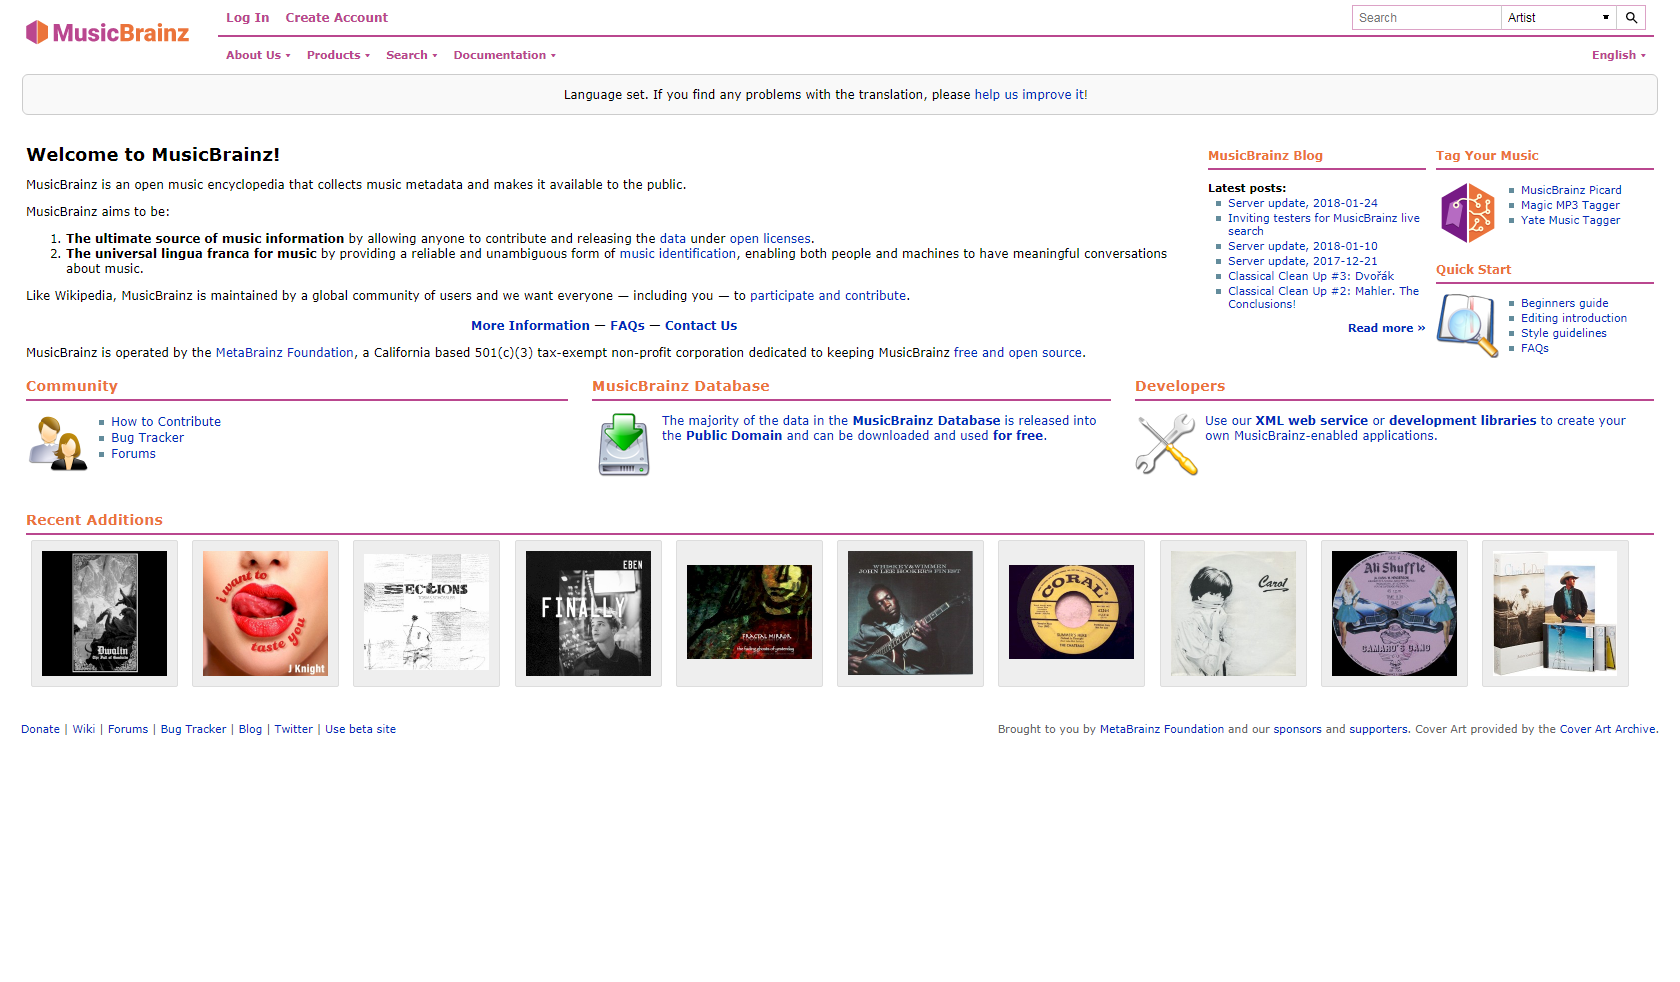 MusicBrainz
Log In Create Account
Search Artist
About Us Products Search Documentation English
Language set. If you find any problems with the translation, please help us improve it!
Welcome to MusicBrainz!
MusicBrainz is an open music encyclopedia that collects music metadata and makes it available to the public.
MusicBrainz aims to be:
1. The ultimate source of music information by allowing anyone to contribute and releasing the data under open licenses.
2. The universal lingua franca for music by providing a reliable and unambiguous form of music identification, enabling both people and machines to have meaningful conversations
about music.
Like Wikipedia, MusicBrainz is maintained by a global community of users and we want everyone — including you — to participate and contribute.
More Information — FAQs — Contact Us
MusicBrainz is operated by the MetaBrainz Foundation, a California based 501(c)(3) tax-exempt non-profit corporation dedicated to keeping MusicBrainz free and open source.
MusicBrainz Blog
Latest posts:
Server update, 2018-01-24
Inviting testers for MusicBrainz live
search
Server update, 2018-01-10
Server update, 2017-12-21
Classical Clean Up #3: Dvořák
Classical Clean Up #2: Mahler. The
Conclusions!
Read more »
Tag Your Music
MusicBrainz Picard
Magic MP3 Tagger
Yate Music Tagger
Quick Start
Beginners guide
Editing introduction
Style guidelines
FAQs
Community
How to Contribute
Bug Tracker
Forums
MusicBrainz Database
The majority of the data in the MusicBrainz Database is released into
the Public Domain and can be downloaded and used for free.
Developers
Use our XML web service or development libraries to create your
own MusicBrainz-enabled applications.
Recent Additions
Dwalin
i want to
taste you
J Knight
SECTIONS
EBEN
FINALLY
FRACTAL MIRROR
the fading ghosts of yesterday
WHISKEY & WIMMEN
JOHN LEE HOOKER'S FINEST
CORAL
Carol
Ali Shuffle
CAMARO'S GANG
Donate | Wiki | Forums | Bug Tracker | Blog | Twitter | Use beta site
Brought to you by MetaBrainz Foundation and our sponsors and supporters. Cover Art provided by the Cover Art Archive.